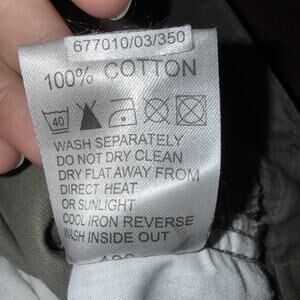 677010/03/350
100% COTTON
40
WASH SEPARATELY
DO NOT DRY CLEAN
DRY FLAT AWAY FROM
DIRECT HEAT
OR SUNLIGHT
COOL IRON REVERSE
WASH INSIDE OUT